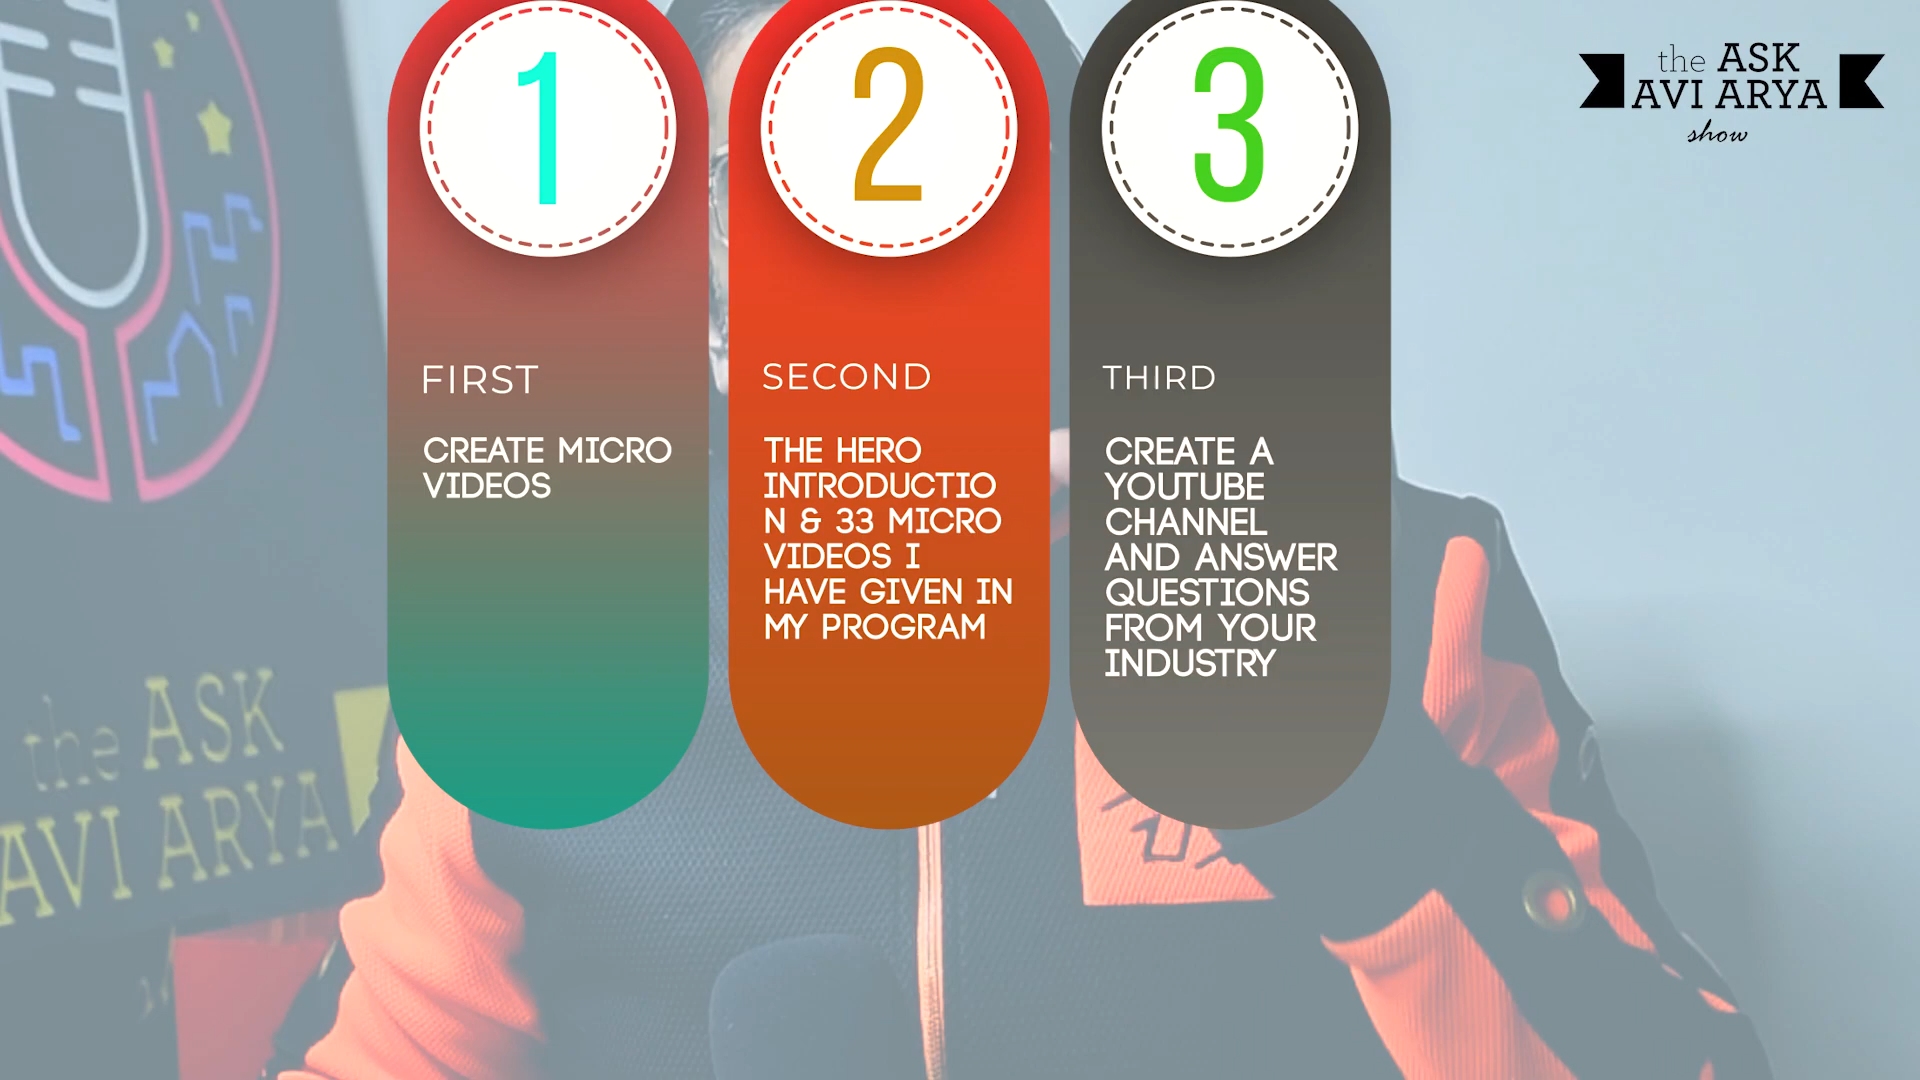 1
2
3
the ASK
AVI ARYA
show
FIRST
CREATE MICRO
VIDEOS
SECOND
THE HERO
INTRODUCTIO
N & 33 MICRO
VIDEOS I
HAVE GIVEN IN
MY PROGRAM
THIRD
CREATE A
YOUTUBE
CHANNEL
AND ANSWER
QUESTIONS
FROM YOUR
INDUSTRY
the ASK
AVI ARYA